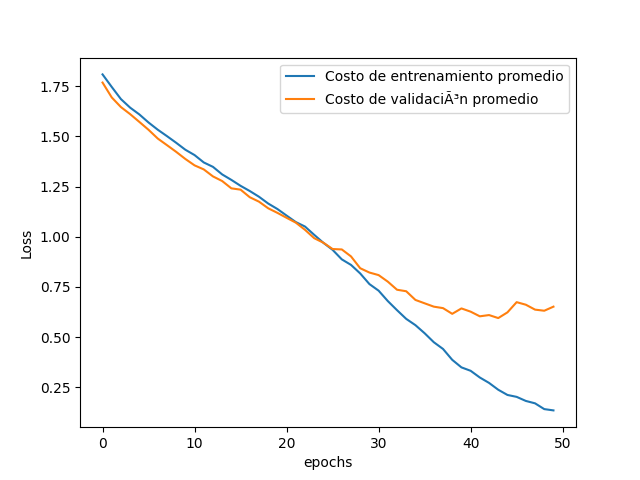 Costo de entrenamiento promedio
Costo de validaciÃ³n promedio
1.75
1.50
1.25
1.00
0.75
0.50
0.25
Loss
0 10 20 30 40 50
epochs